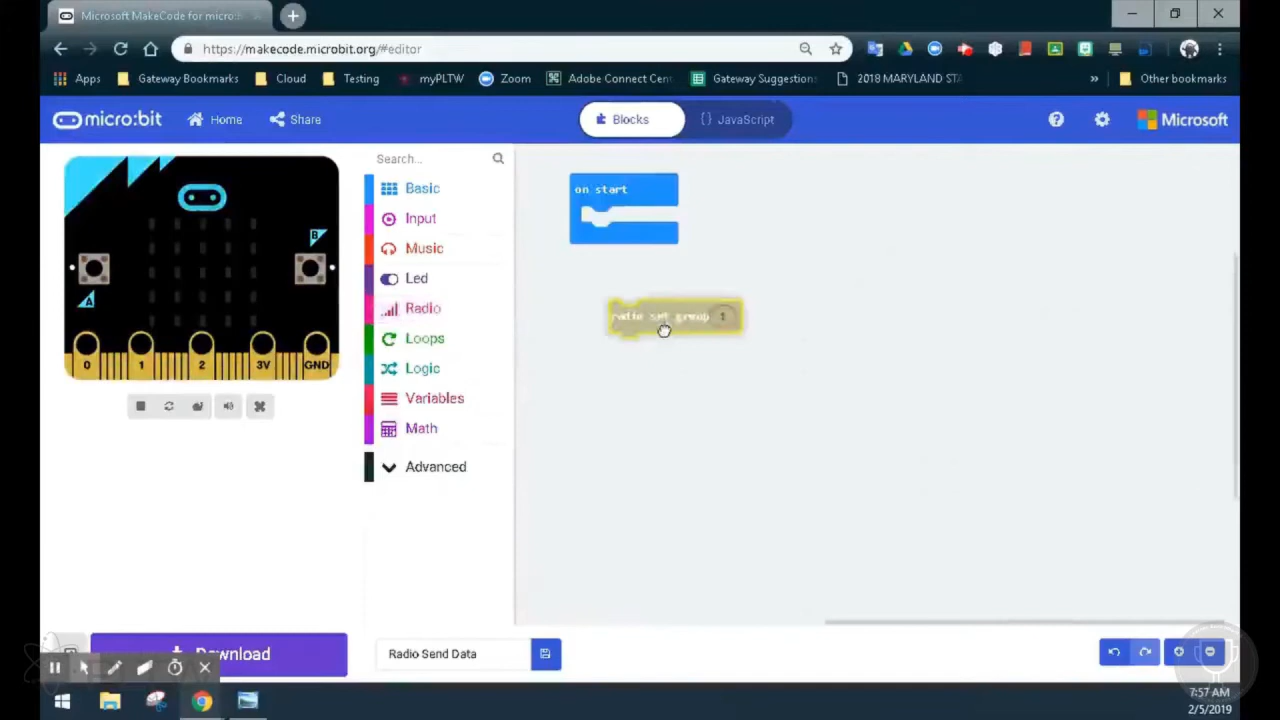 Microsoft MakeCode for micro:b
https://makecode.microbit.org/#editor
Apps
Gateway Bookmarks
Cloud
Testing
myPLTW
Zoom
Adobe Connect Cen
Gateway Suggestions
2018 MARYLAND STA
»
Other bookmarks
micro:bit
Home
Share
Blocks
{} JavaScript
Microsoft
Search...
Basic
Input
Music
Led
Radio
Loops
Logic
Variables
Math
Advanced
A
B
0 1 2 3V GND
on start
radio set group 1
Download
Radio Send Data
7:57 AM
2/5/2019